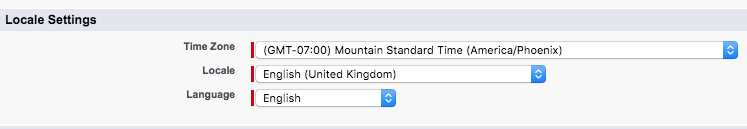 Locale Settings
Time Zone (GMT-07:00) Mountain Standard Time (America/Phoenix)
Locale English (United Kingdom)
Language English